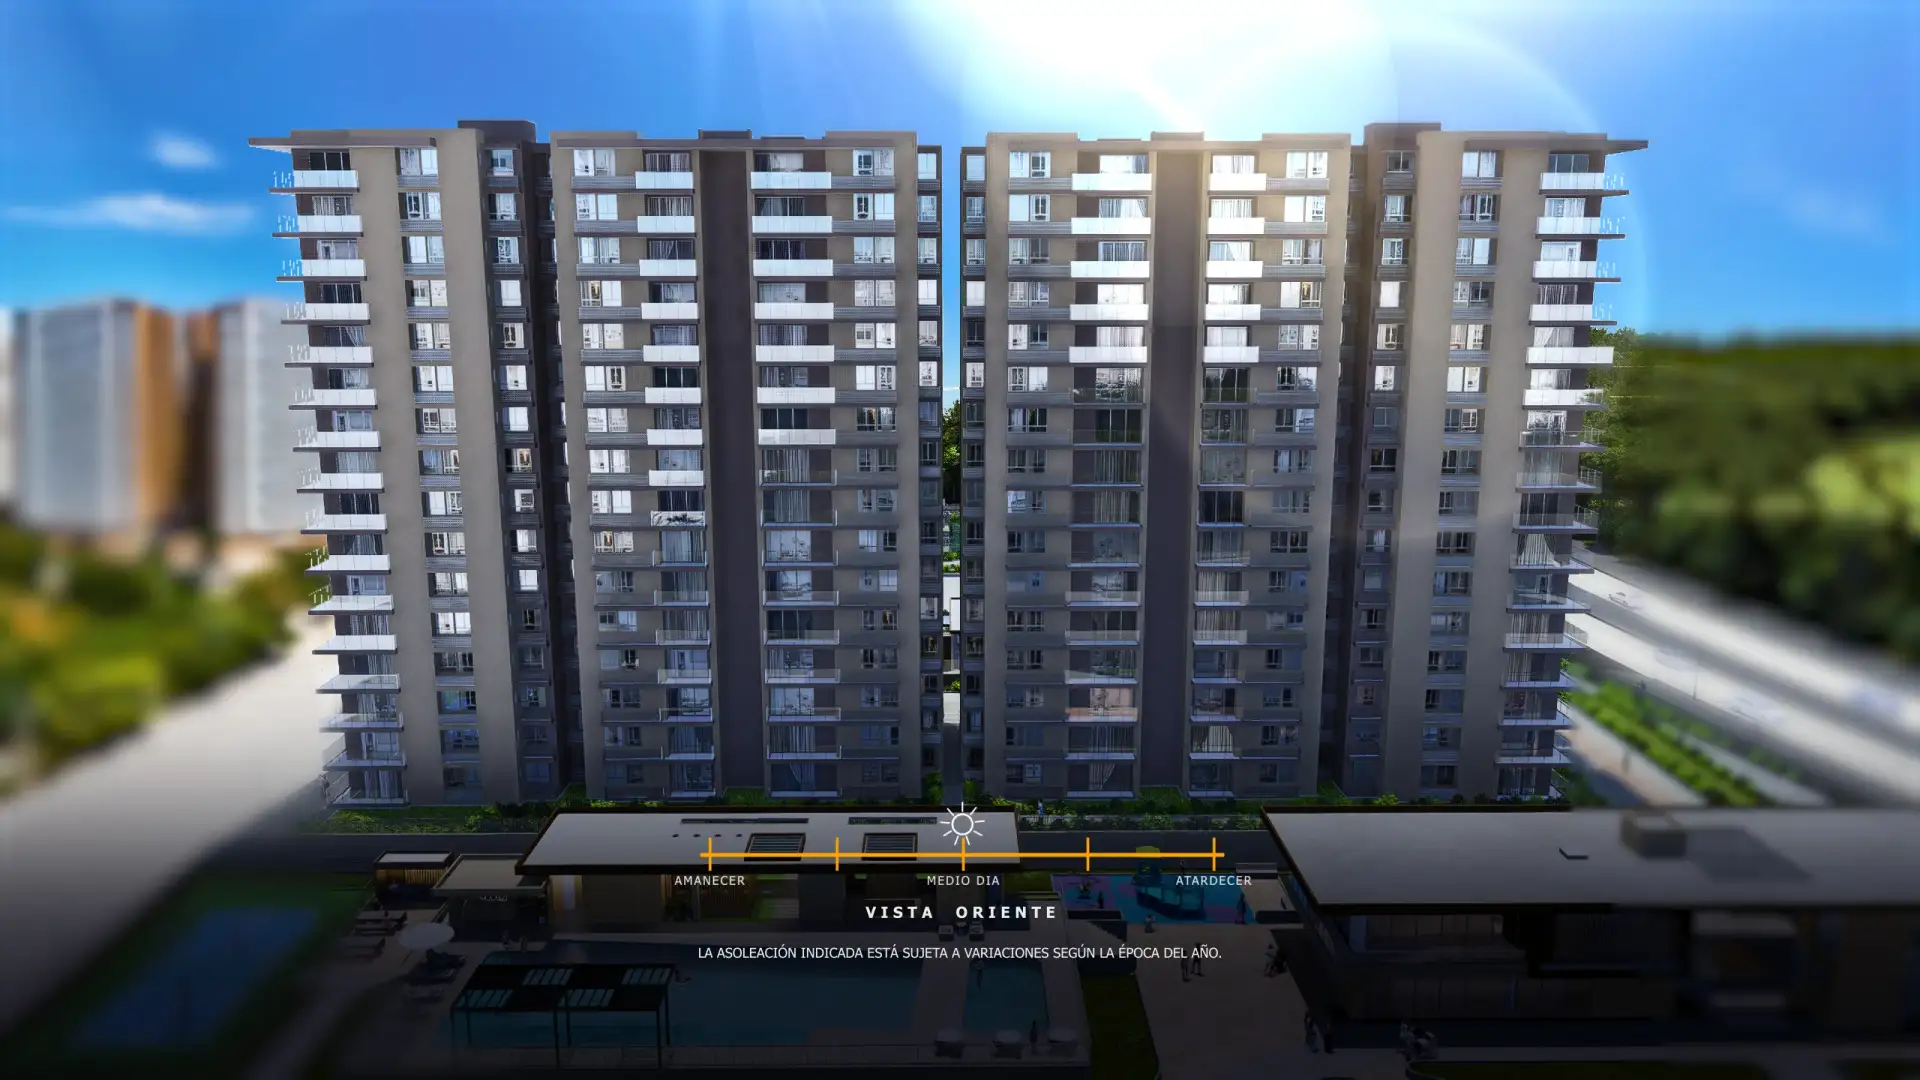 AMANECER MEDIO DIA ATARDECER
VISTA ORIENTE
LA ASOLEACIÓN INDICADA ESTÁ SUJETA A VARIACIONES SEGÚN LA ÉPOCA DEL AÑO.